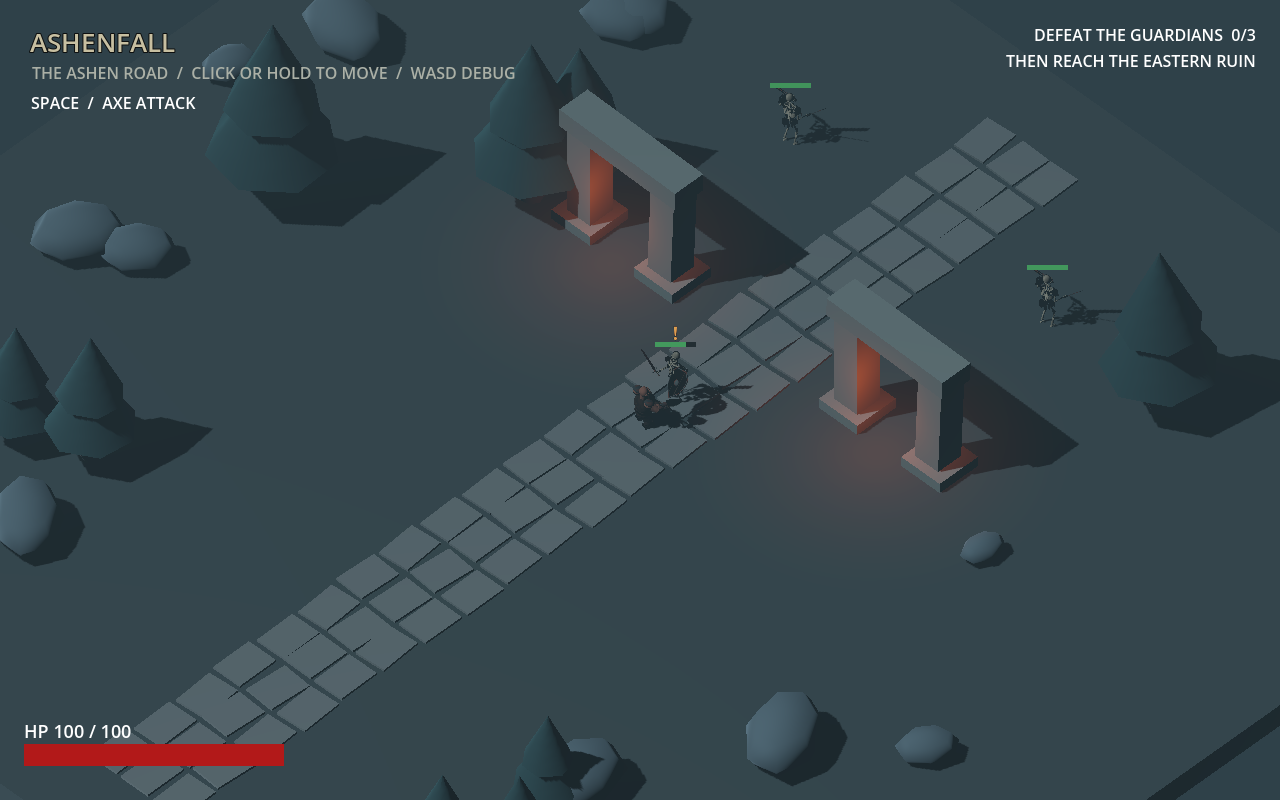 ASHENFALL
THE ASHEN ROAD / CLICK OR HOLD TO MOVE / WASD DEBUG
SPACE / AXE ATTACK
DEFEAT THE GUARDIANS 0/3
THEN REACH THE EASTERN RUIN
!
HP 100 / 100